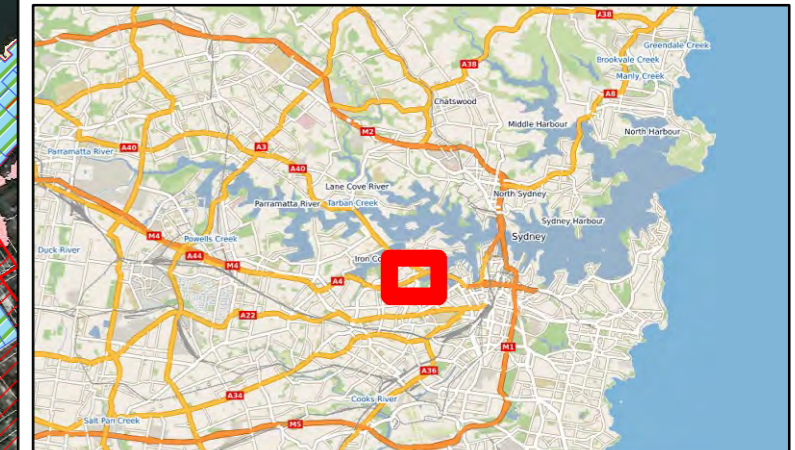 A38
Greendale Creek
Brookvale Creek
A38
Manly Creek
A8
Chatswood
Middle Harbour
North Harbour
M2
A40
A3
Parramatta River
A40
Lane Cove River
North Sydney
Parramatta River
Tarban Creek
Sydney Harbour
M4
Powells Creek
Sydney
Duck River
A44
Iron Co
M4
A4
A22
M1
A36
A34
Cooks River
Salt Pan Creek
M5